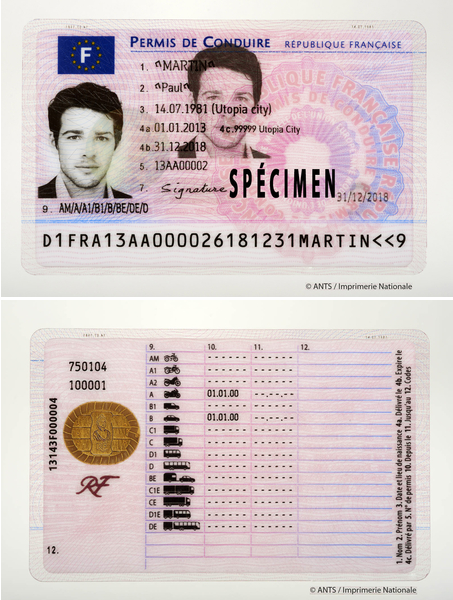 F
PERMIS DE CONDUIRE RÉPUBLIQUE FRANÇAISE
1. "MARTIN"
2. "Paul"
3. 14.07.1981 (Utopia city)
4a 01.01.2013 4c.99999 Utopia City
4b.31.12.2018
5. 13AA00002
7. Signature SPÉCIMEN 31/12/2018
9. AM/A/A1/B1/B/BE/DE/D
D1FRA13AA000026181231MARTIN<<9
© ANTS / Imprimerie Nationale
750104
100001
13143F000004
RF
12.
9. 10. 11. 12.
AM
A1
A2
A 01.01.00
B1
B 01.01.00
C1
C
D1
D
BE
C1E
CE
D1E
DE
1. Nom 2. Prénom 3. Date et lieu de naissance 4a. Délivré le 4b. Expire le
4c. Délivré par 5. N° de permis 10. Depuis le 11. Jusqu'au 12. Codes
© ANTS / Imprimerie Nationale